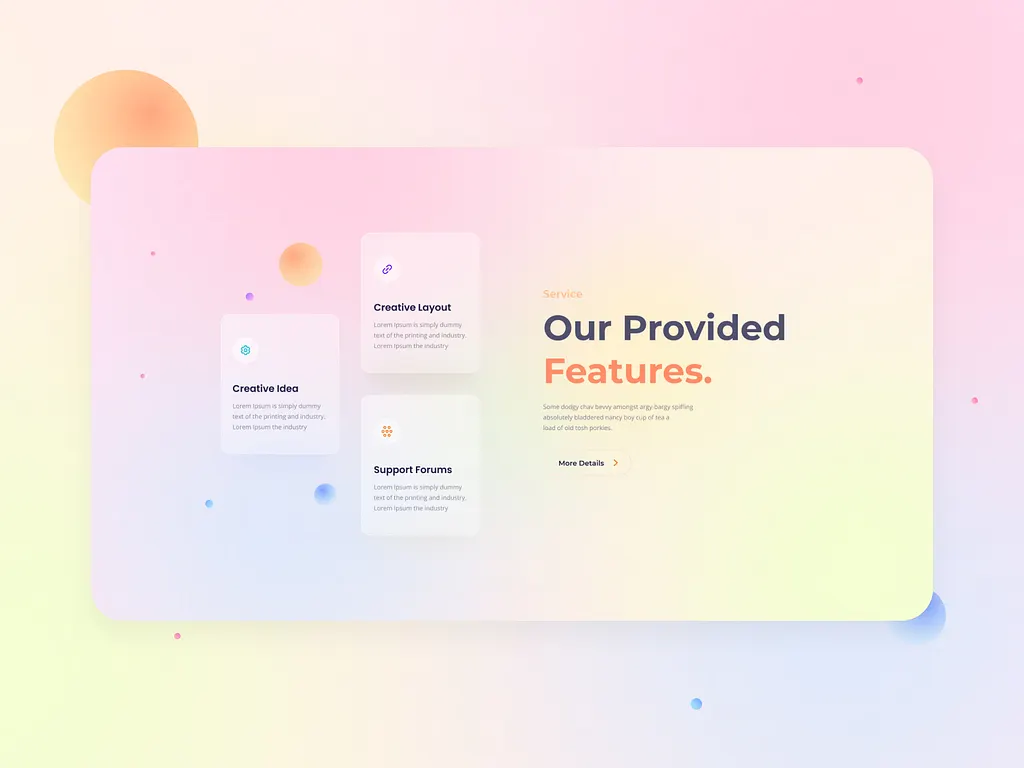 Creative Layout
Lorem Ipsum is simply dummy
text of the printing and industry.
Lorem Ipsum the industry
Creative Idea
Lorem Ipsum is simply dummy
text of the printing and industry.
Lorem Ipsum the industry
Support Forums
Lorem Ipsum is simply dummy
text of the printing and industry.
Lorem Ipsum the industry
Service
Our Provided
Features.
Some dodgy chav bevvy amongst argy-bargy spiffing
absolutely bladdered nancy boy cup of tea a
load of old tosh porkies.
More Details